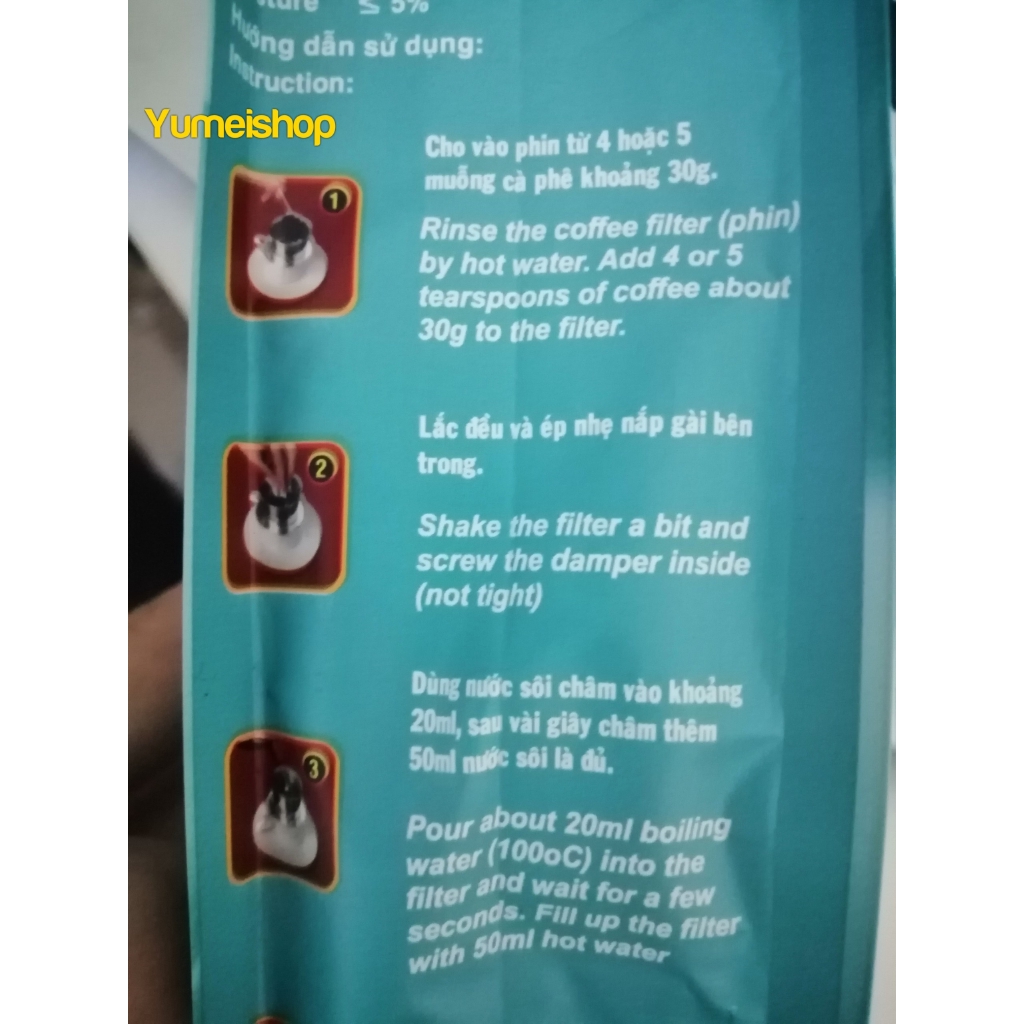 ≤ 5%
Hướng dẫn sử dụng:
Instruction:
Yumeishop
1
Cho vào phin từ 4 hoặc 5
muỗng cà phê khoảng 30g.
Rinse the coffee filter (phin)
by hot water. Add 4 or 5
tearspoons of coffee about
30g to the filter.
2
Lắc đều và ép nhẹ nắp gài bên
trong.
Shake the filter a bit and
screw the damper inside
(not tight)
3
Dùng nước sôi châm vào khoảng
20ml, sau vài giây châm thêm
50ml nước sôi là đủ.
Pour about 20ml boiling
water (100oC) into the
filter and wait for a few
seconds. Fill up the filter
with 50ml hot water